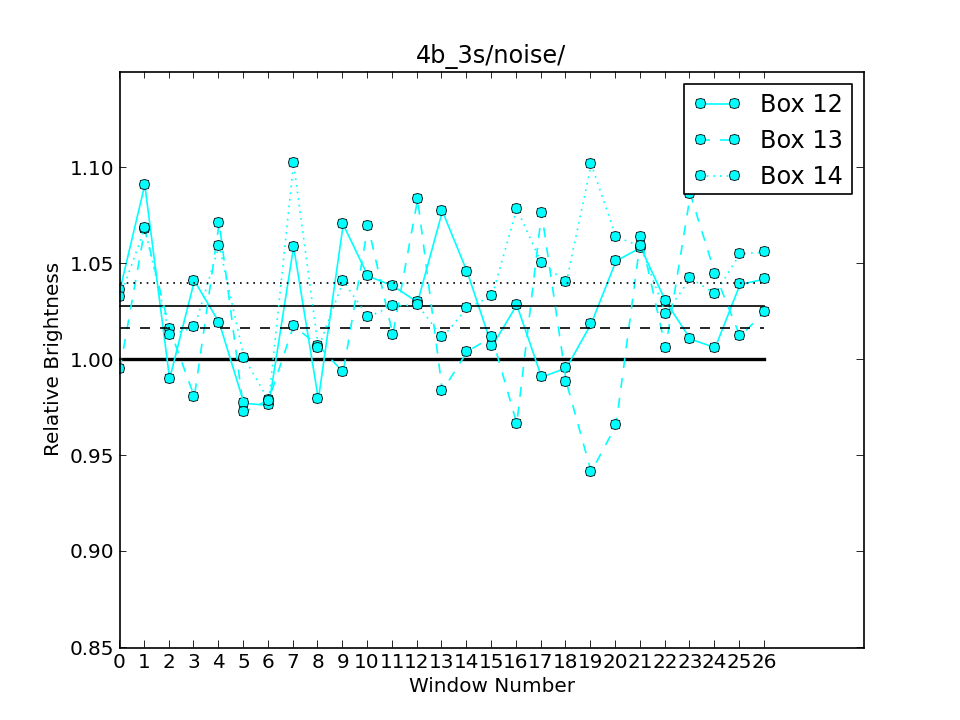 4b_3s/noise/
Box 12
Box 13
Box 14
1.10
1.05
1.00
0.95
0.90
0.85
Relative Brightness
0 1 2 3 4 5 6 7 8 9 10 11 12 13 14 15 16 17 18 19 20 21 22 23 24 25 26
Window Number